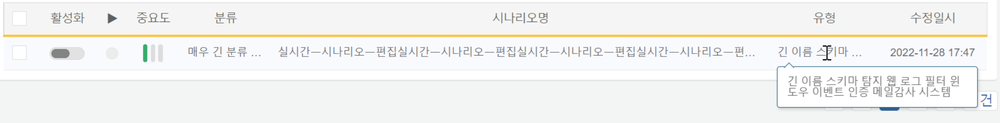 활성화 ▶ 중요도 분류 시나리오명 유형 수정일시
매우 긴 분류 ... 실시간—시나리오—편집실시간—시나리오—편집실시간—시나리오—편집실시간—시나리오—편... 긴 이름 스키마 ... 2022-11-28 17:47
긴 이름 스키마 탐지 웹 로그 필터 윈
도우 이벤트 인증 메일감사 시스템
건